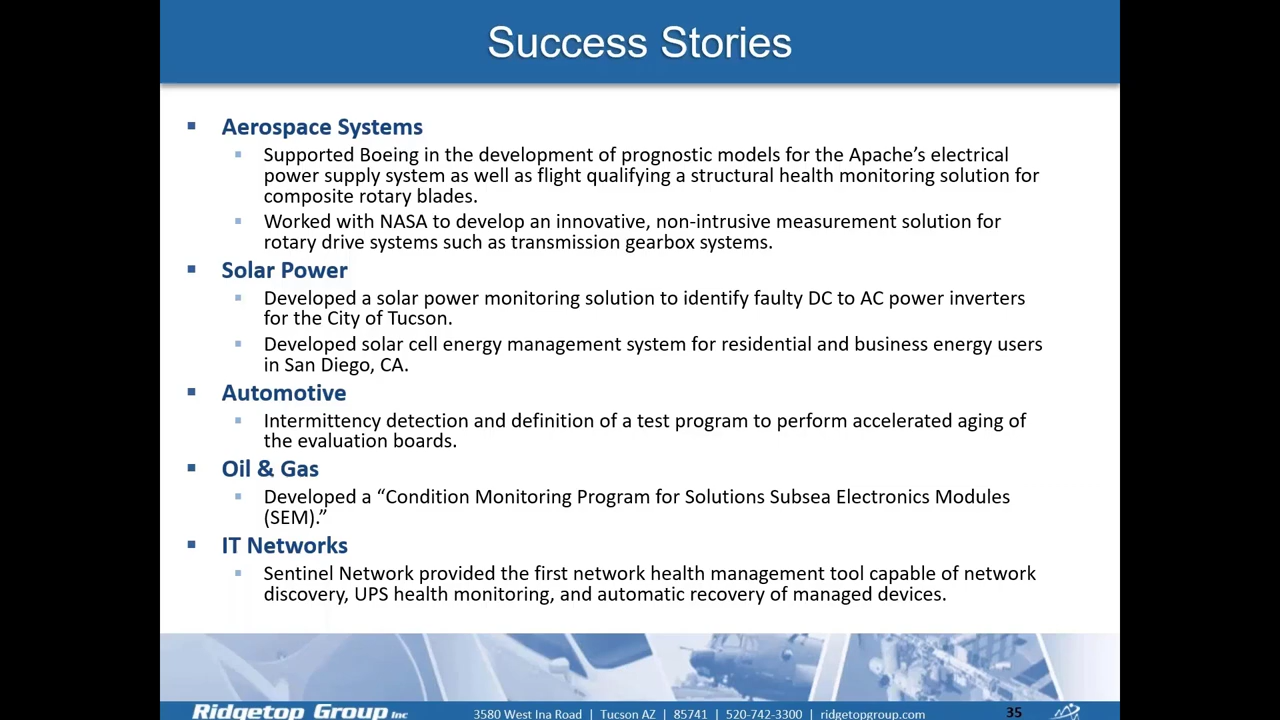 Success Stories
Aerospace Systems
Supported Boeing in the development of prognostic models for the Apache’s electrical
power supply system as well as flight qualifying a structural health monitoring solution for
composite rotary blades.
Worked with NASA to develop an innovative, non-intrusive measurement solution for
rotary drive systems such as transmission gearbox systems.
Solar Power
Developed a solar power monitoring solution to identify faulty DC to AC power inverters
for the City of Tucson.
Developed solar cell energy management system for residential and business energy users
in San Diego, CA.
Automotive
Intermittency detection and definition of a test program to perform accelerated aging of
the evaluation boards.
Oil & Gas
Developed a “Condition Monitoring Program for Solutions Subsea Electronics Modules
(SEM).”
IT Networks
Sentinel Network provided the first network health management tool capable of network
discovery, UPS health monitoring, and automatic recovery of managed devices.
Ridgetop Group Inc 3580 West Ina Road | Tucson AZ | 85741 | 520-742-3300 | ridgetopgroup.com 35